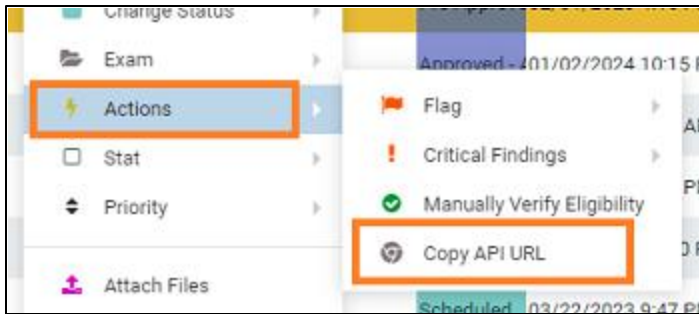 Change Status
Exam
Approved - 01/02/2024 10:15
Actions
Flag
Stat
Critical Findings
Priority
Manually Verify Eligibility
Copy API URL
Attach Files
Scheduled 03/22/2023 9:47 PM